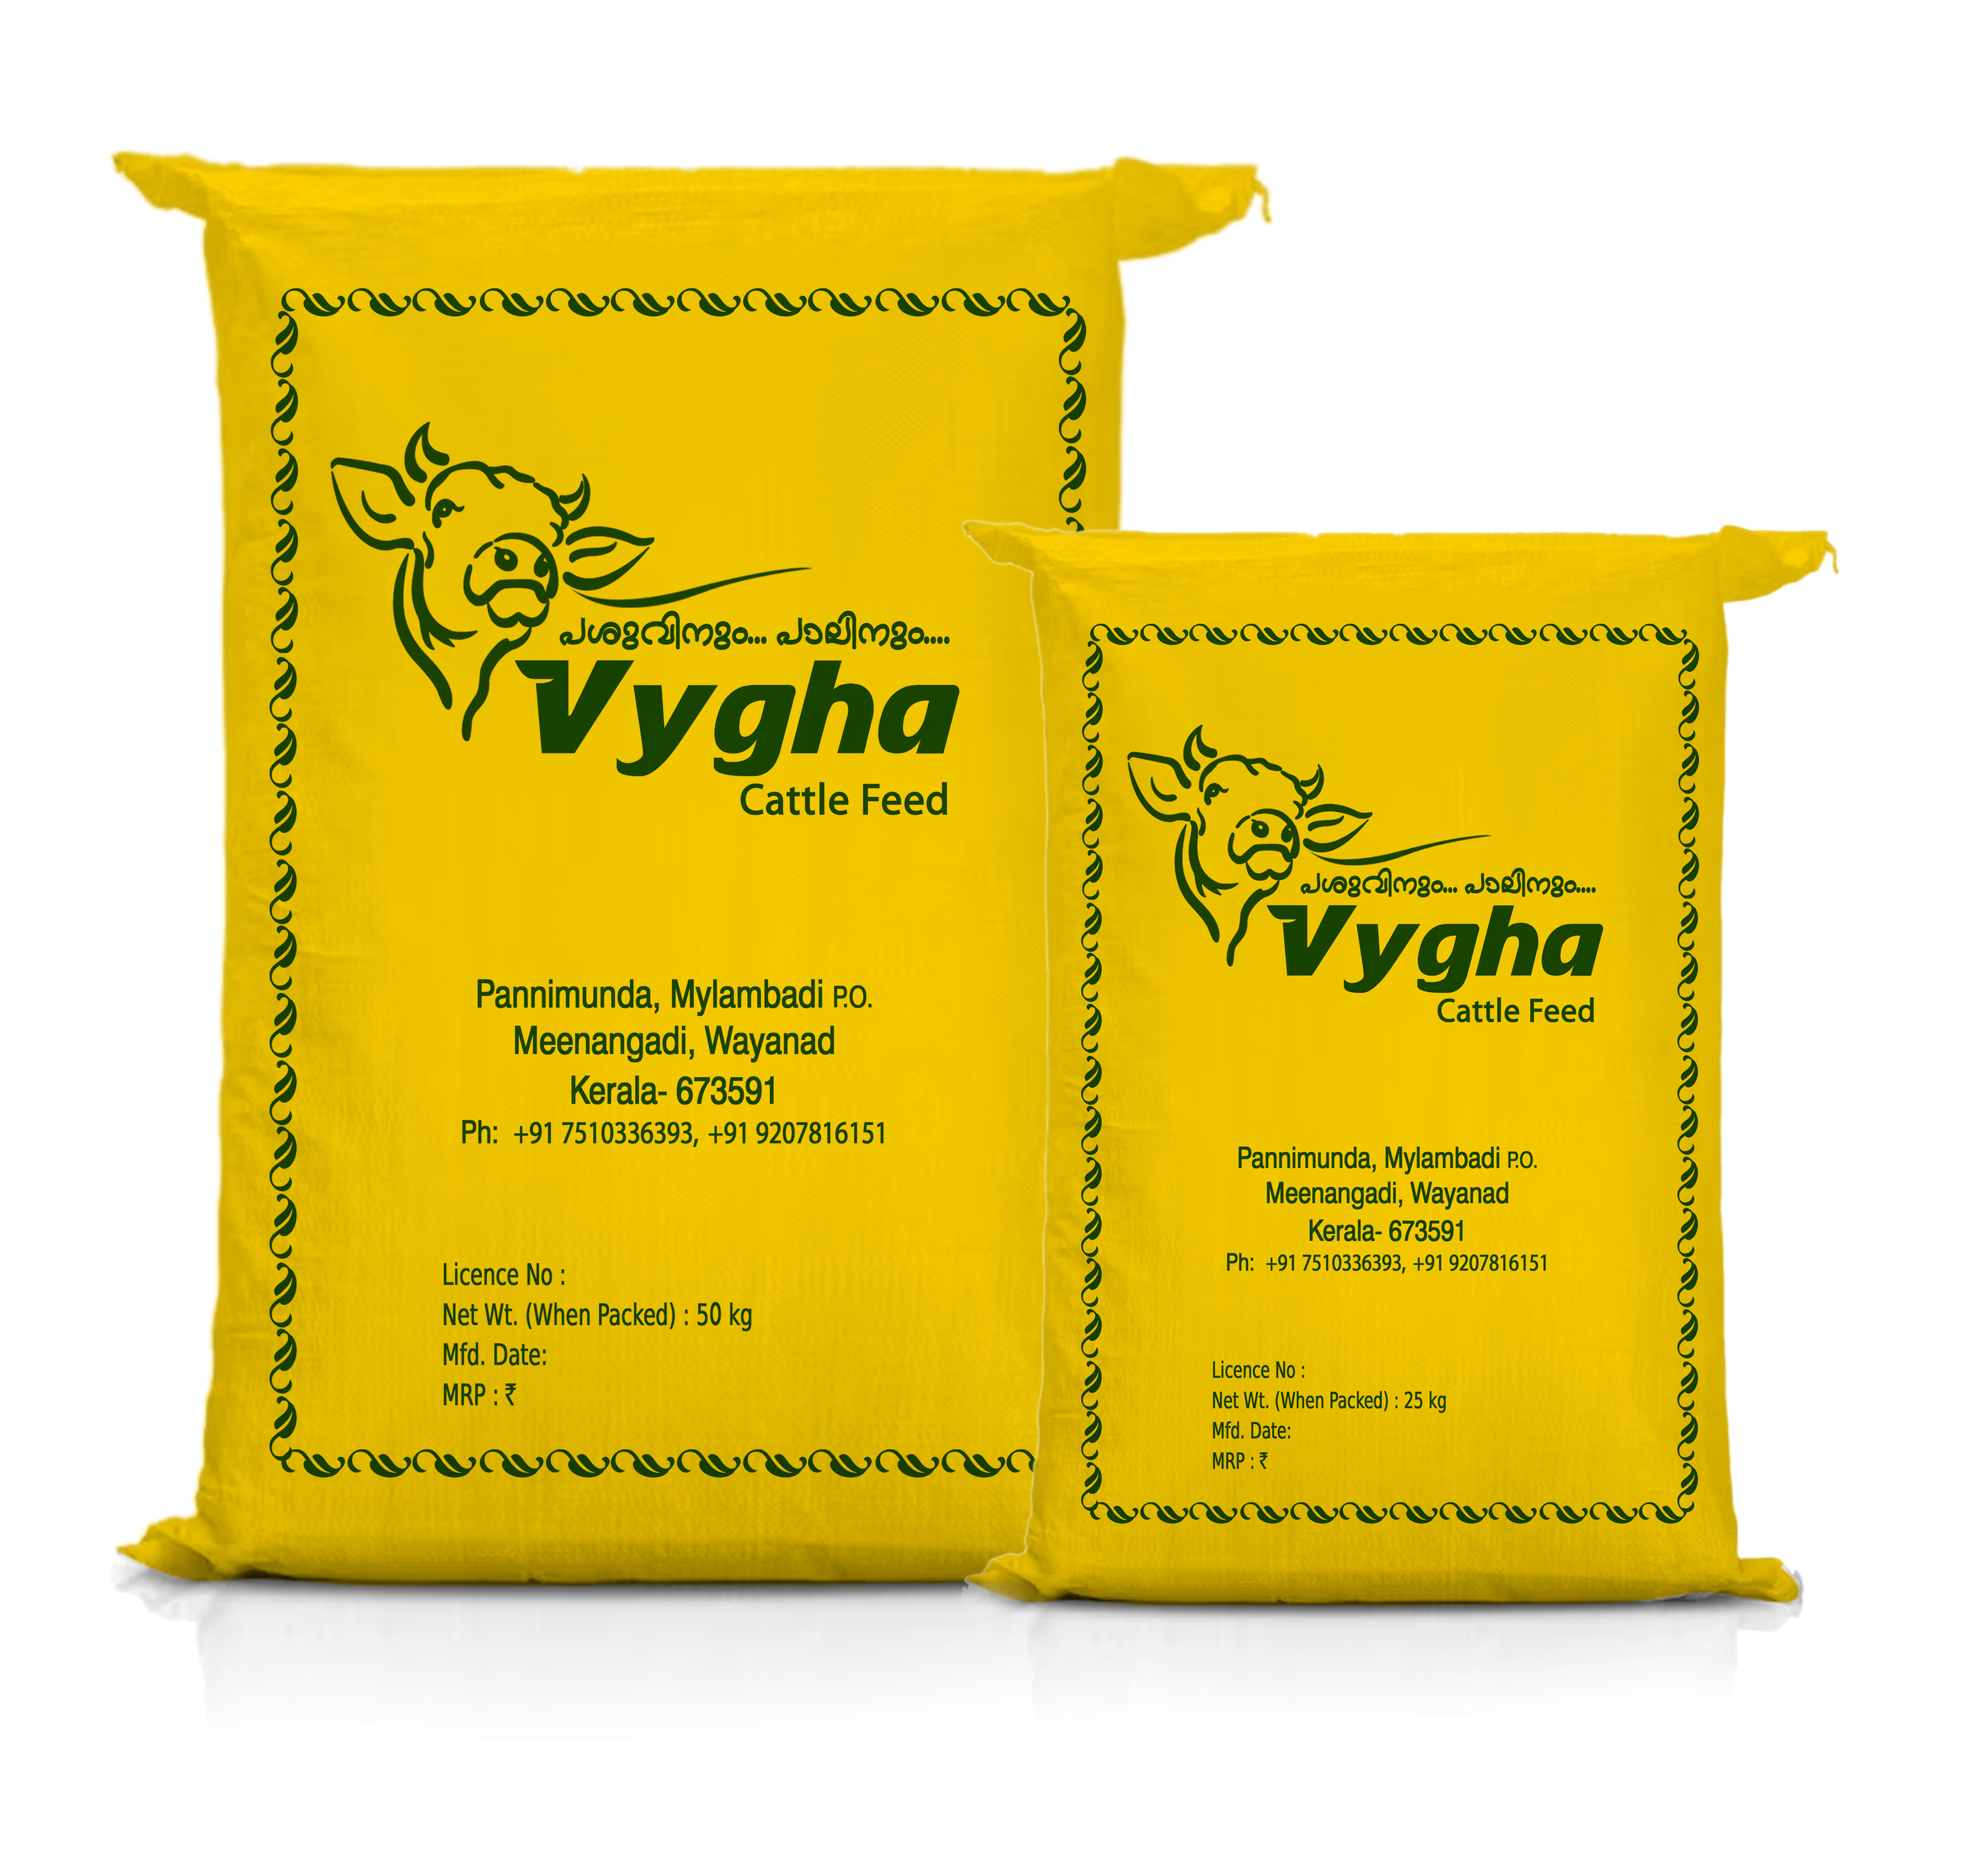 പശുവിനും... പാലിനും....
Vygha
Cattle Feed
Pannimunda, Mylambadi P.O.
Meenangadi, Wayanad
Kerala- 673591
Ph: +91 7510336393, +91 9207816151
Licence No :
Net Wt. (When Packed) : 50 kg
Mfd. Date:
MRP : ₹
പശുവിനും... പാലിനും....
Vygha
Cattle Feed
Pannimunda, Mylambadi P.O.
Meenangadi, Wayanad
Kerala- 673591
Ph: +91 7510336393, +91 9207816151
Licence No :
Net Wt. (When Packed) : 25 kg
Mfd. Date:
MRP : ₹